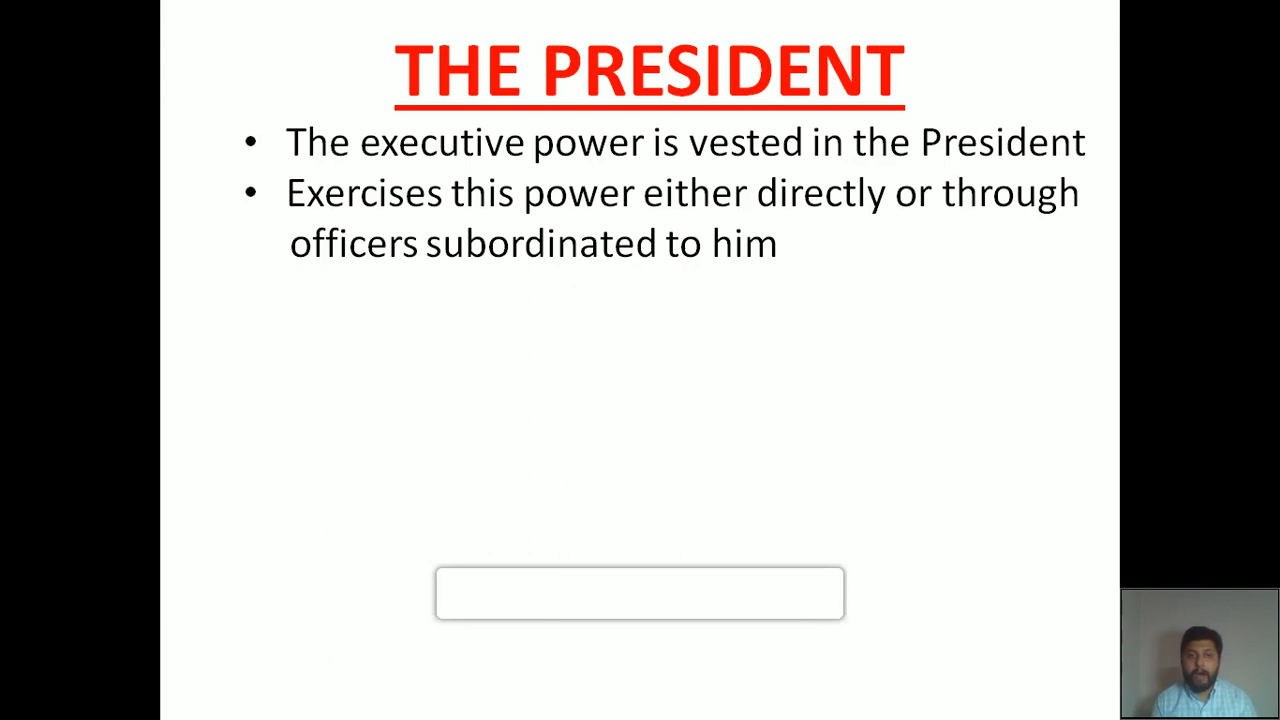 THE PRESIDENT
• The executive power is vested in the President
• Exercises this power either directly or through
officers subordinated to him